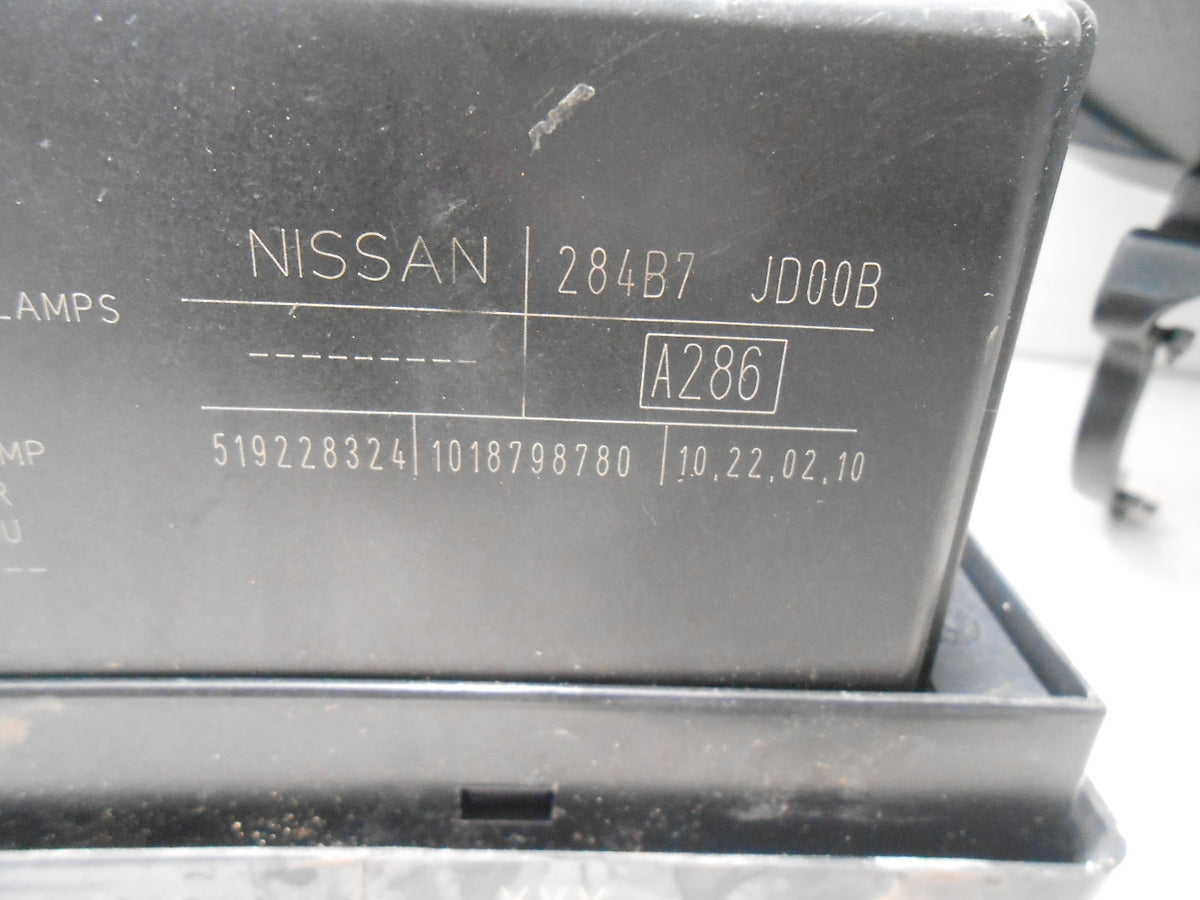 NISSAN 284B7 JD00B
LAMPS
---------- A286
519228324 1018798780 10.22.02.10
MP
R
U
--